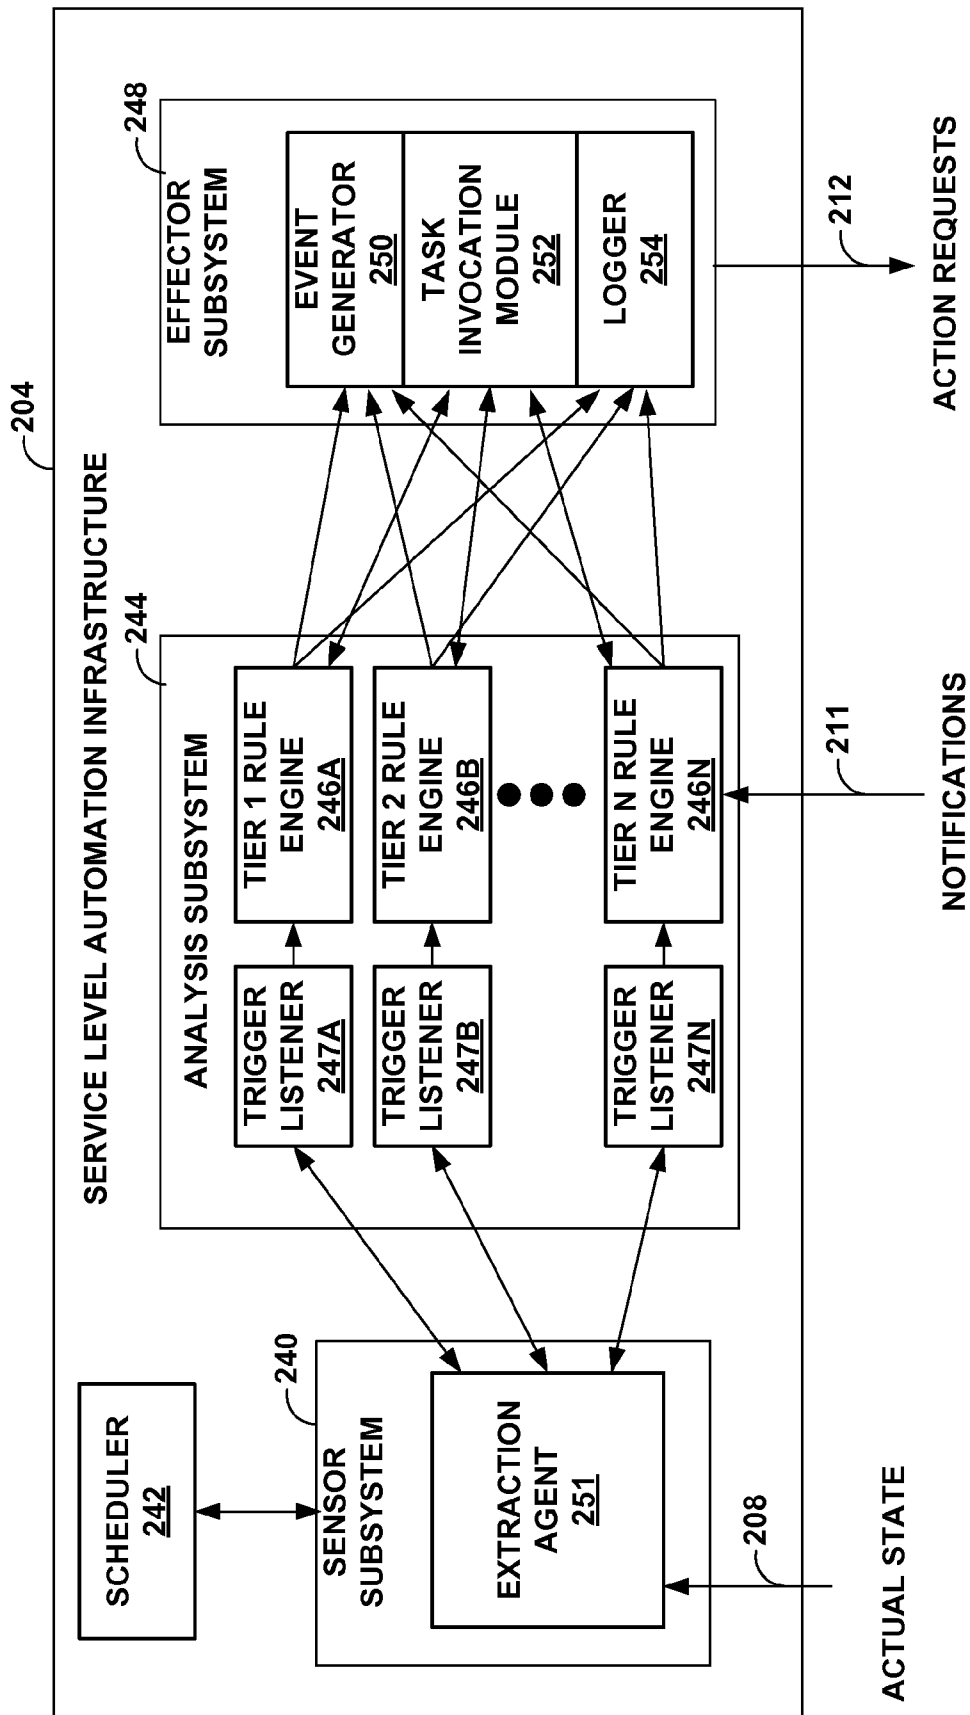 204
SERVICE LEVEL AUTOMATION INFRASTRUCTURE
SCHEDULER
242
240
SENSOR
SUBSYSTEM
EXTRACTION
AGENT
251
208
ACTUAL STATE
244
ANALYSIS SUBSYSTEM
TRIGGER
LISTENER
247A
TIER 1 RULE
ENGINE
246A
TRIGGER
LISTENER
247B
TIER 2 RULE
ENGINE
246B
TRIGGER
LISTENER
247N
TIER N RULE
ENGINE
246N
211
NOTIFICATIONS
248
EFFECTOR
SUBSYSTEM
EVENT
GENERATOR
250
TASK
INVOCATION
MODULE
252
LOGGER
254
212
ACTION REQUESTS